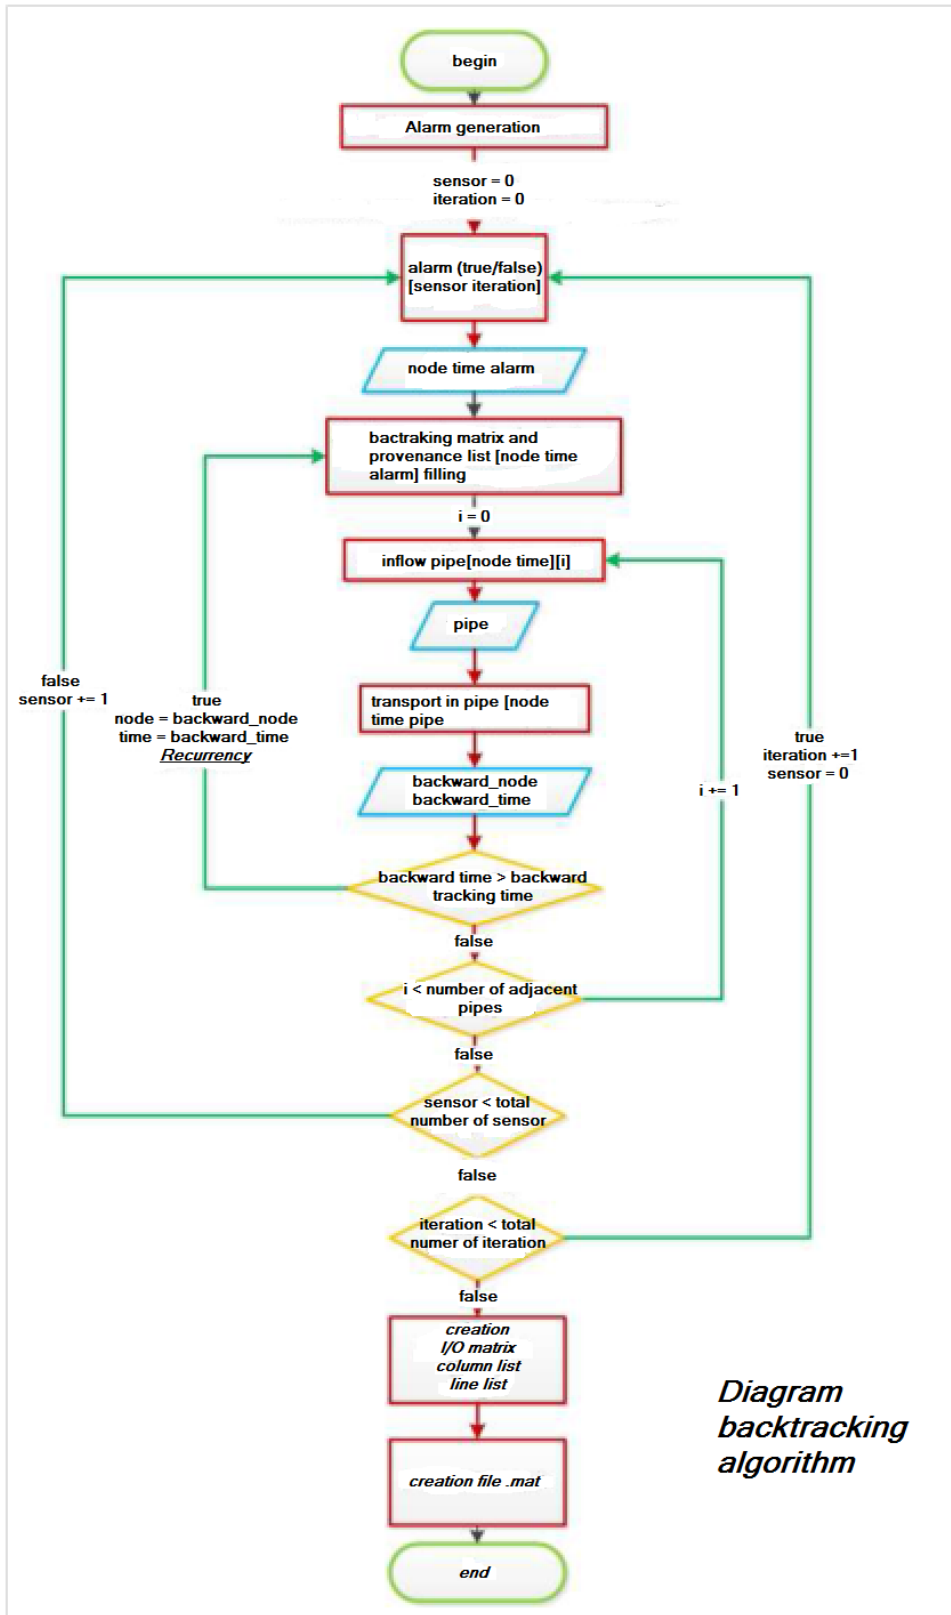 begin
Alarm generation
sensor = 0
iteration = 0
alarm (true/false)
[sensor iteration]
node time alarm
bactraking matrix and
provenance list [node time
alarm] filling
i = 0
inflow pipe[node time][i]
pipe
false
sensor += 1
true
node = backward_node
time = backward_time
Recurrency
transport in pipe [node
time pipe
true
iteration +=1
sensor = 0
i += 1
backward_node
backward_time
backward time > backward
tracking time
false
i < number of adjacent
pipes
false
sensor < total
number of sensor
false
iteration < total
numer of iteration
false
creation
I/O matrix
column list
line list
Diagram
backtracking
algorithm
creation file .mat
end